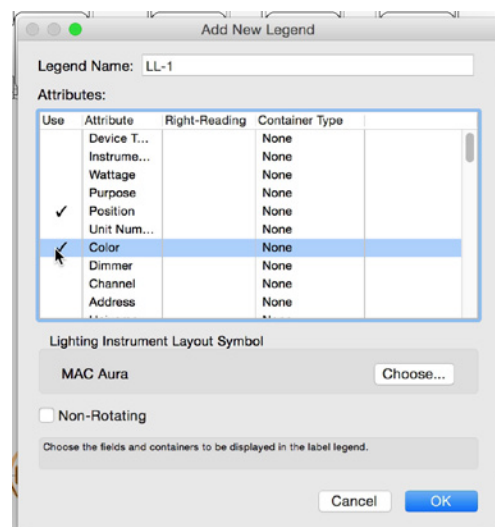 Add New Legend
Legend Name: LL-1
Attributes:
Use Attribute Right-Reading Container Type
Device T... None
Instrume... None
Wattage None
Purpose None
✓ Position None
Unit Num... None
✓ Color None
Dimmer None
Channel None
Address None
Lighting Instrument Layout Symbol
MAC Aura Choose...
Non-Rotating
Choose the fields and containers to be displayed in the label legend.
Cancel OK